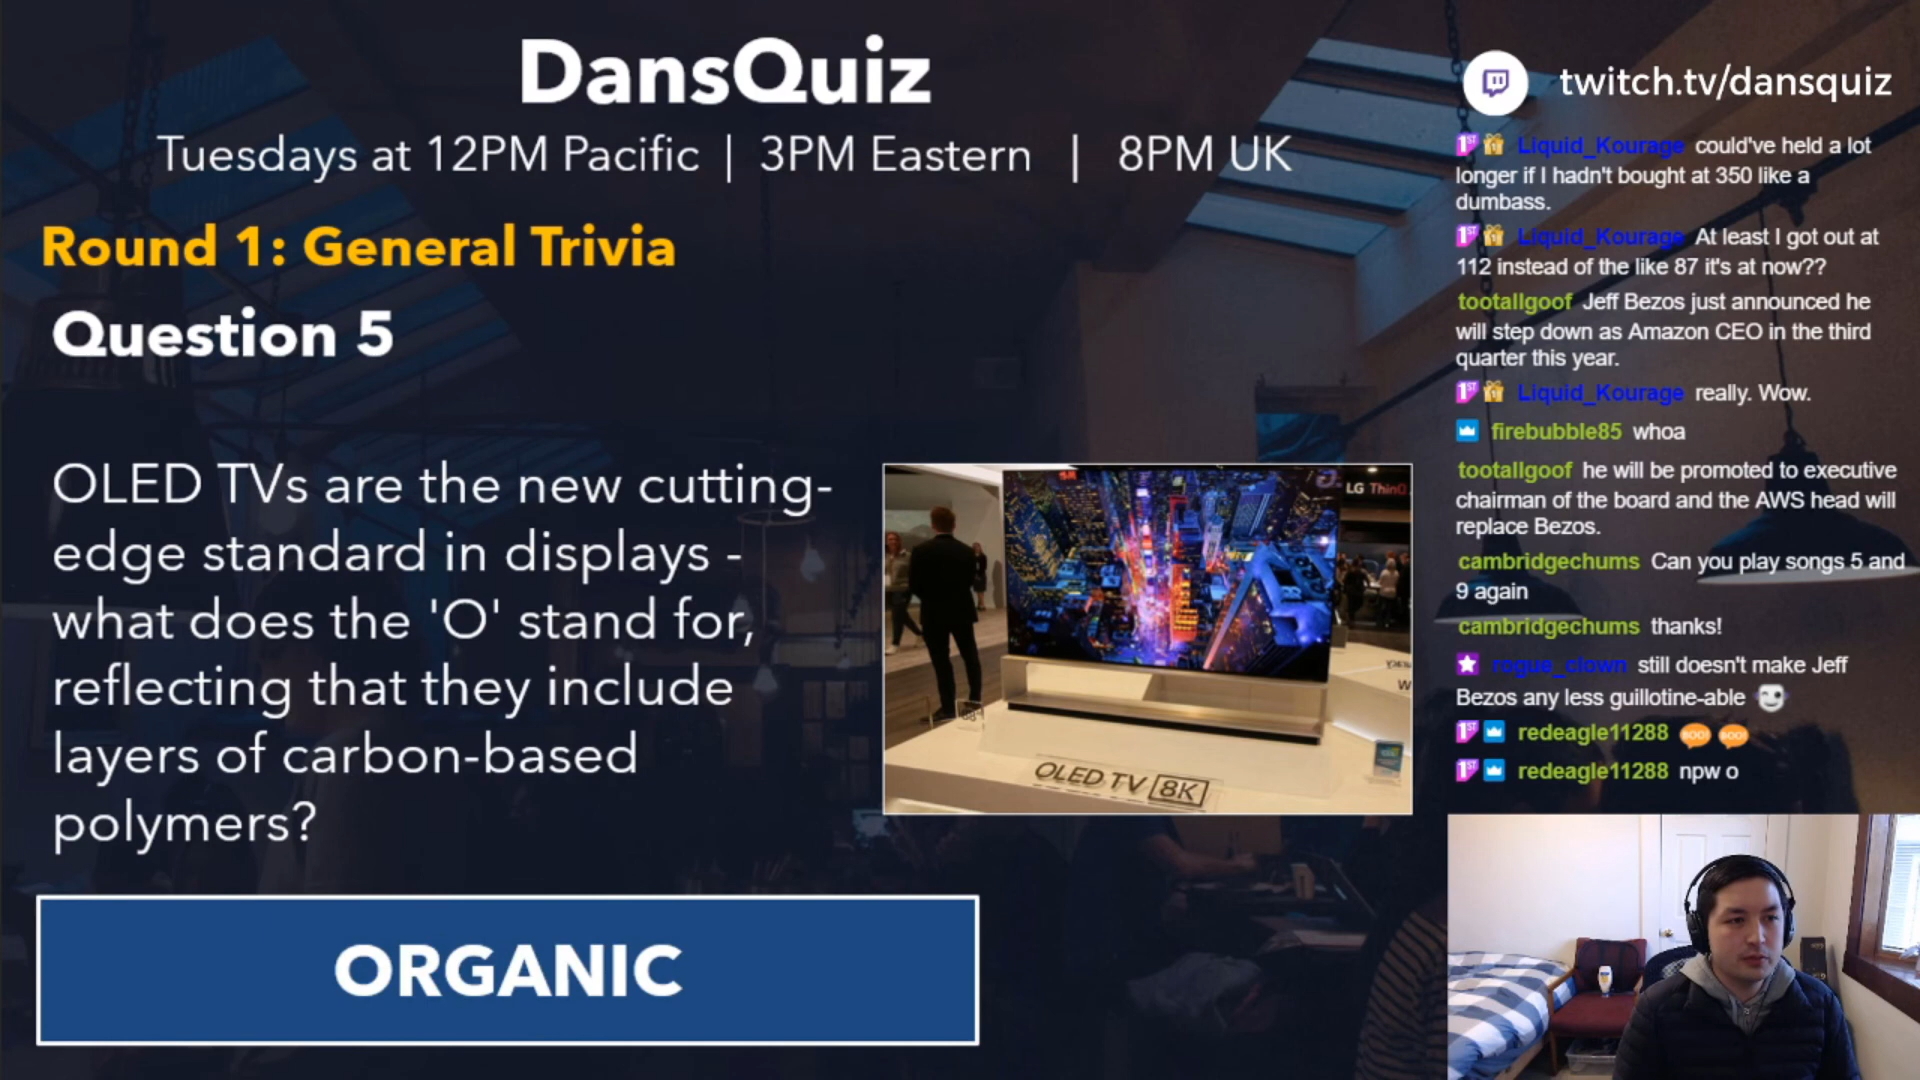 DansQuiz
Tuesdays at 12PM Pacific | 3PM Eastern | 8PM UK
Round 1: General Trivia
Question 5
OLED TVs are the new cutting-
edge standard in displays -
what does the 'O' stand for,
reflecting that they include
layers of carbon-based
polymers?
LG ThinQ
OLED TV 8K
ORGANIC
twitch.tv/dansquiz
1ST Liquid_Kourage could've held a lot
longer if I hadn't bought at 350 like a
dumbass.
1ST Liquid_Kourage At least I got out at
112 instead of the like 87 it's at now??
tootallgoof Jeff Bezos just announced he
will step down as Amazon CEO in the third
quarter this year.
1ST Liquid_Kourage really. Wow.
firebubble85 whoa
tootallgoof he will be promoted to executive
chairman of the board and the AWS head will
replace Bezos.
cambridgechums Can you play songs 5 and
9 again
cambridgechums thanks!
rogue_clown still doesn't make Jeff
Bezos any less guillotine-able
1ST redeagle11288 BOO! BOO!
1ST redeagle11288 npw o